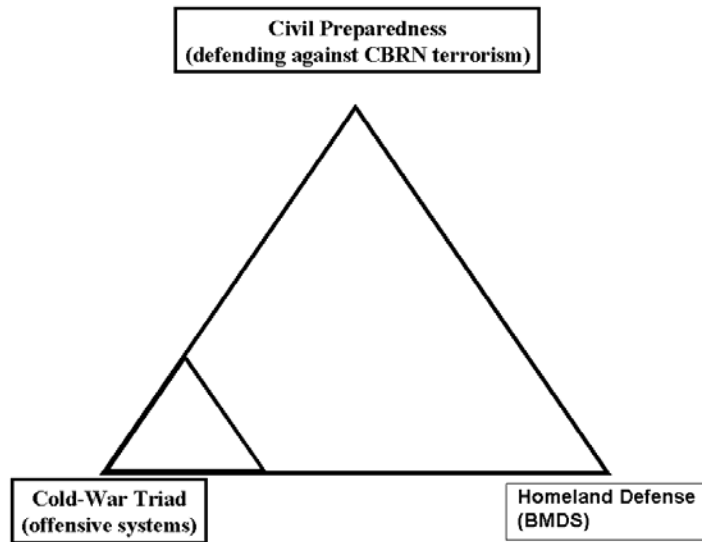 Civil Preparedness
(defending against CBRN terrorism)
Cold-War Triad
(offensive systems)
Homeland Defense
(BMDS)